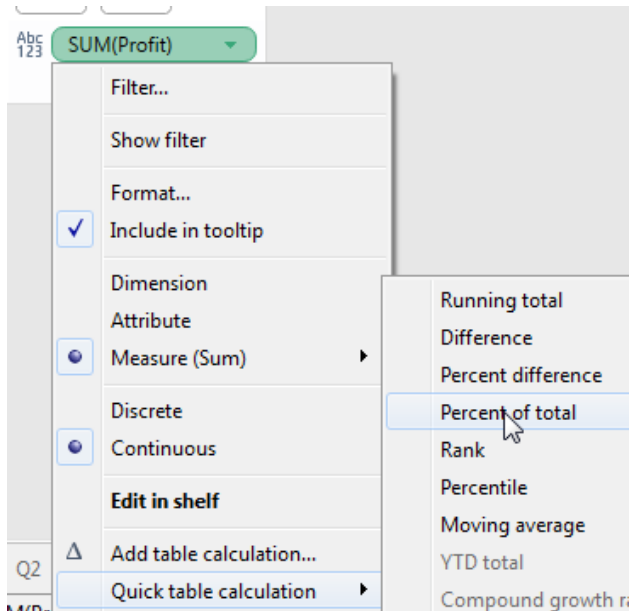 Abc
123
SUM(Profit)
Filter...
Show filter
Format...
Include in tooltip
Dimension
Attribute
Measure (Sum)
Discrete
Continuous
Edit in shelf
Add table calculation...
Quick table calculation
Running total
Difference
Percent difference
Percent of total
Rank
Percentile
Moving average
YTD total
Compound growth
Q2